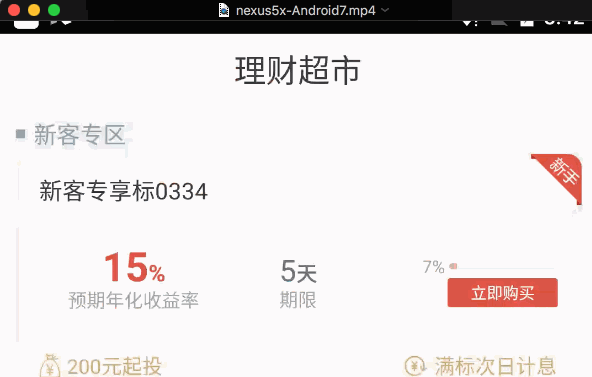 nexus5x-Android7.mp4
理财超市
新客专区
新客专享标0334
新手
15%
5天
7%
预期年化收益率
期限
立即购买
200元起投
满标次日计息